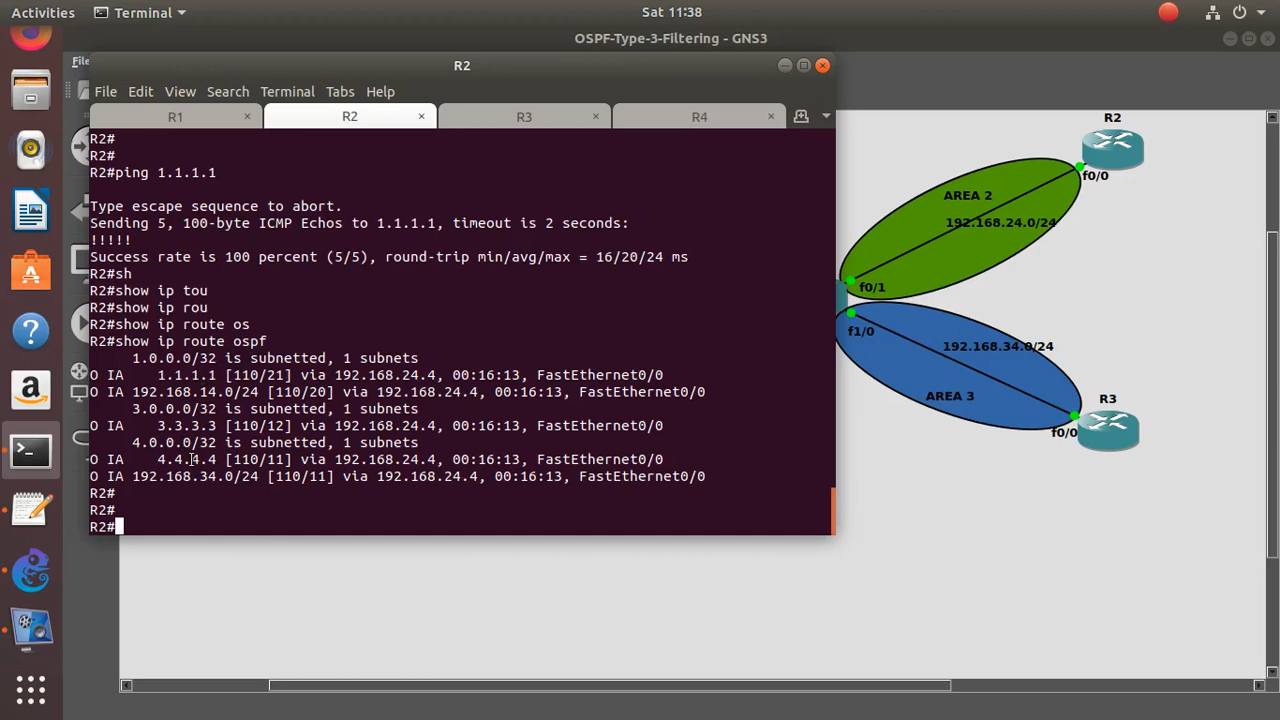 Activities
Terminal
Sat 11:38
OSPF-Type-3-Filtering - GNS3
R2
File Edit View Search Terminal Tabs Help
R1 × R2 × R3 × R4 ×
R2#
R2#
R2#ping 1.1.1.1
Type escape sequence to abort.
Sending 5, 100-byte ICMP Echos to 1.1.1.1, timeout is 2 seconds:
!!!!!
Success rate is 100 percent (5/5), round-trip min/avg/max = 16/20/24 ms
R2#sh
R2#show ip tou
R2#show ip rou
R2#show ip route os
R2#show ip route ospf
1.0.0.0/32 is subnetted, 1 subnets
O IA 1.1.1.1 [110/21] via 192.168.24.4, 00:16:13, FastEthernet0/0
O IA 192.168.14.0/24 [110/20] via 192.168.24.4, 00:16:13, FastEthernet0/0
3.0.0.0/32 is subnetted, 1 subnets
O IA 3.3.3.3 [110/12] via 192.168.24.4, 00:16:13, FastEthernet0/0
4.0.0.0/32 is subnetted, 1 subnets
O IA 4.4.4.4 [110/11] via 192.168.24.4, 00:16:13, FastEthernet0/0
O IA 192.168.34.0/24 [110/11] via 192.168.24.4, 00:16:13, FastEthernet0/0
R2#
R2#
R2#
R2
f0/0
AREA 2
192.168.24.0/24
f0/1
f1/0
192.168.34.0/24
AREA 3
R3
f0/0